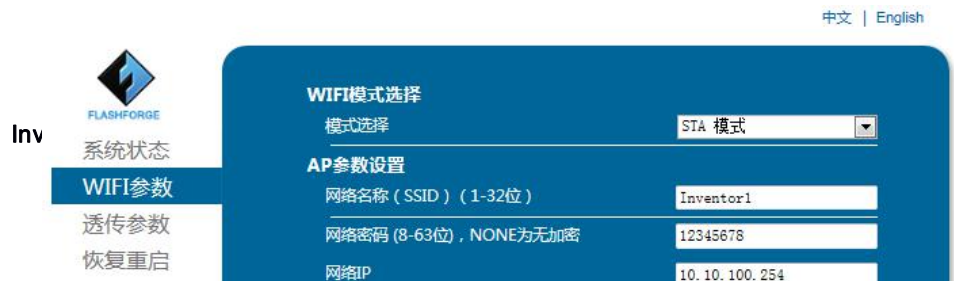 中文 | English
FLASHFORGE
Inv
系统状态
WIFI参数
透传参数
恢复重启
WIFI模式选择
模式选择
STA 模式
AP参数设置
网络名称 ( SSID ) ( 1-32位 )
Inventor1
网络密码 (8-63位) , NONE为无加密
12345678
网络IP
10.10.100.254